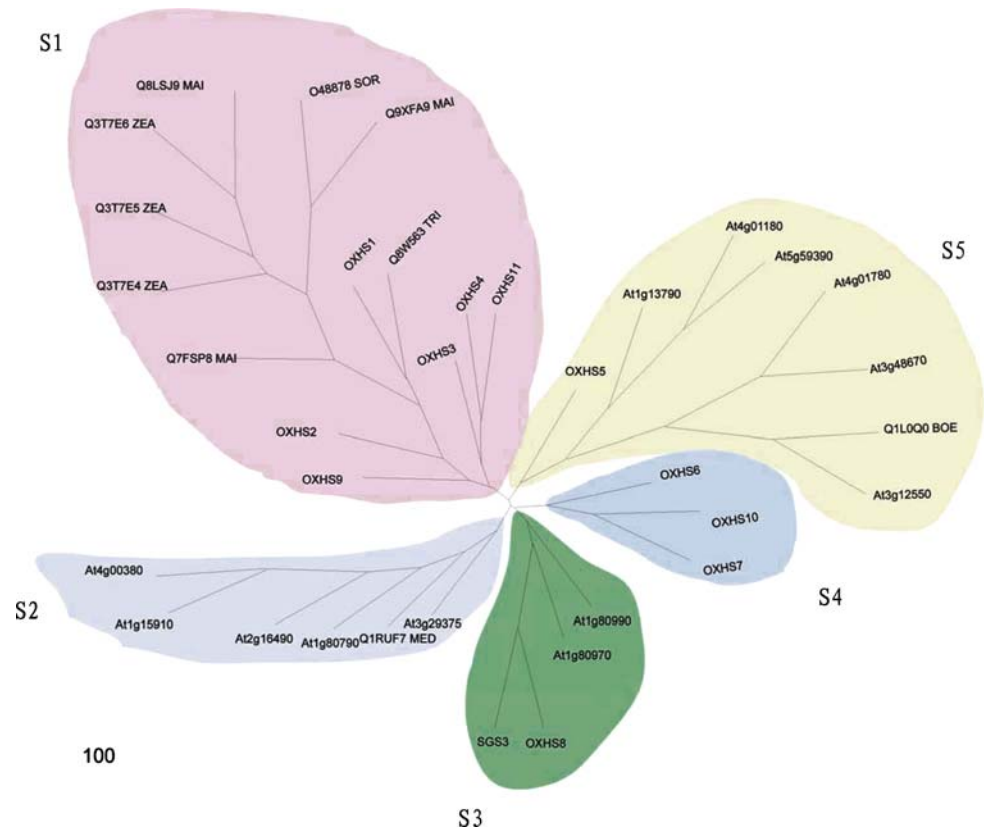 S1
Q8LSJ9 MAI
O48878 SOR
Q9XFA9 MAI
Q3T7E6 ZEA
Q3T7E5 ZEA
Q3T7E4 ZEA
OXHS1
Q8W563 TRI
OXHS4
OXHS11
OXHS3
Q7FSP8 MAI
OXHS2
OXHS9
At4g01180
At5g59390
S5
At4g01780
At1g13790
OXHS5
At3g48670
Q1L0Q0 BOE
At3g12550
OXHS6
OXHS10
OXHS7
S4
At4g00380
S2
At1g15910
At2g16490
At1g80790
Q1RUF7 MED
At3g29375
At1g80990
At1g80970
SGS3
OXHS8
100
S3